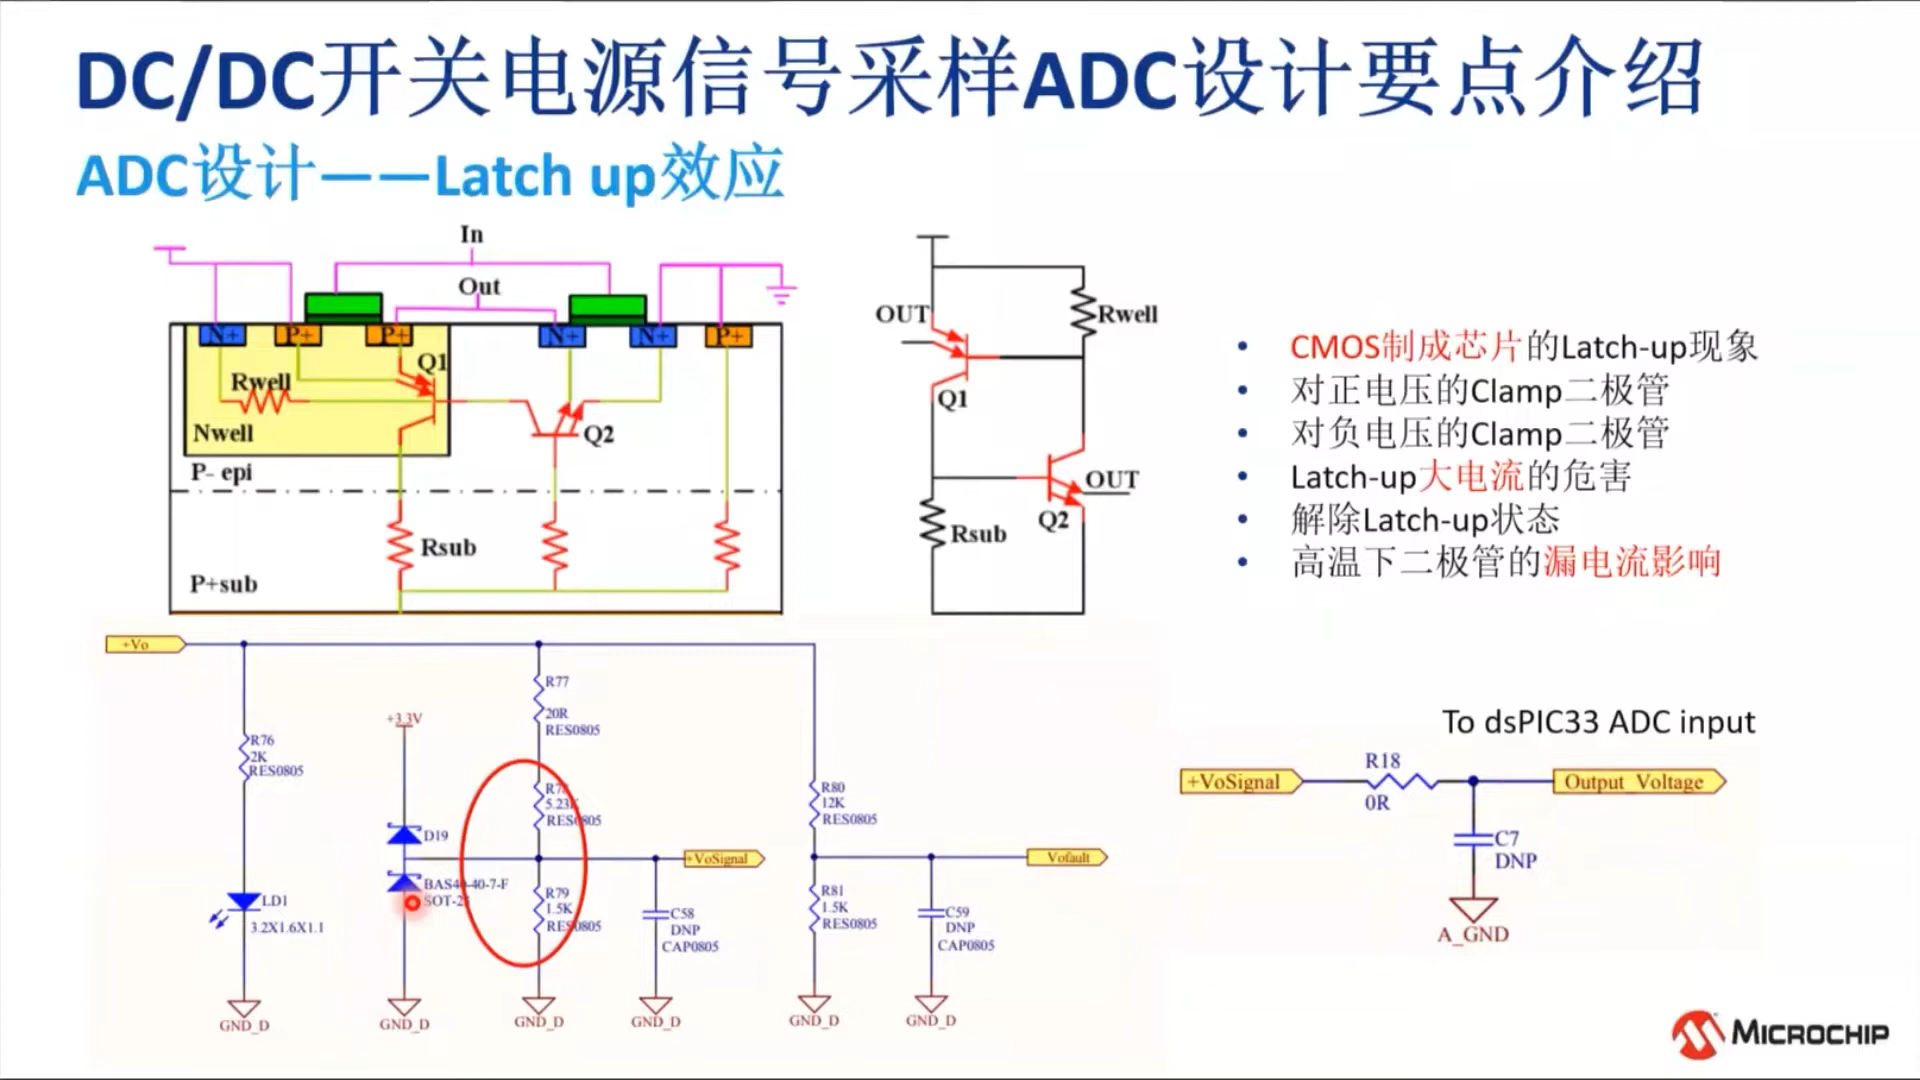 DC/DC开关电源信号采样ADC设计要点介绍
ADC设计——Latch up效应
In
Out
N+
P+
P+
N+
N+
P+
Q1
Rwell
Nwell
Q2
P- epi
Rsub
P+sub
OUT
Rwell
Q1
OUT
Q2
Rsub
• CMOS制成芯片的Latch-up现象
• 对正电压的Clamp二极管
• 对负电压的Clamp二极管
• Latch-up大电流的危害
• 解除Latch-up状态
• 高温下二极管的漏电流影响
+Vo
R76
2K
RES0805
LD1
3.2X1.6X1.1
GND_D
+3.3V
D19
GND_D
R77
20R
RES0805
RES0805
R79
1.5K
RES0805
GND_D
+VoSignal
C58
DNP
CAP0805
GND_D
R80
12K
RES0805
R81
1.5K
RES0805
GND_D
Vofault
C59
DNP
CAP0805
GND_D
To dsPIC33 ADC input
+VoSignal
R18
0R
Output_Voltage
C7
DNP
A_GND
MICROCHIP